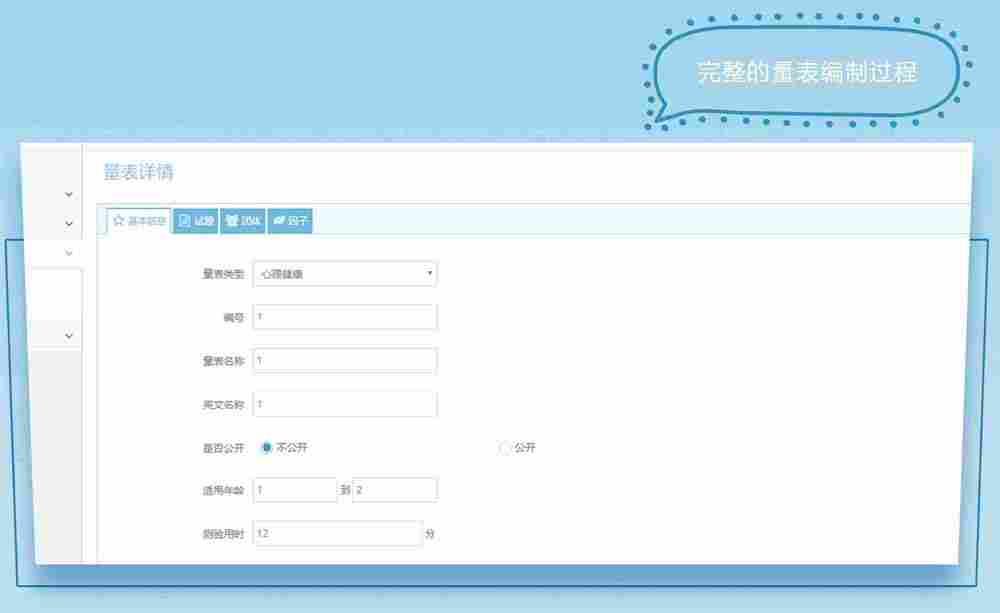 完整的量表编制过程
量表详情
基本信息 试题 团体 因子
量表类型 心理健康
编号 1
量表名称 1
英文名称 1
是否公开 不公开 公开
适用年龄 1 到 2
测验用时 12 分